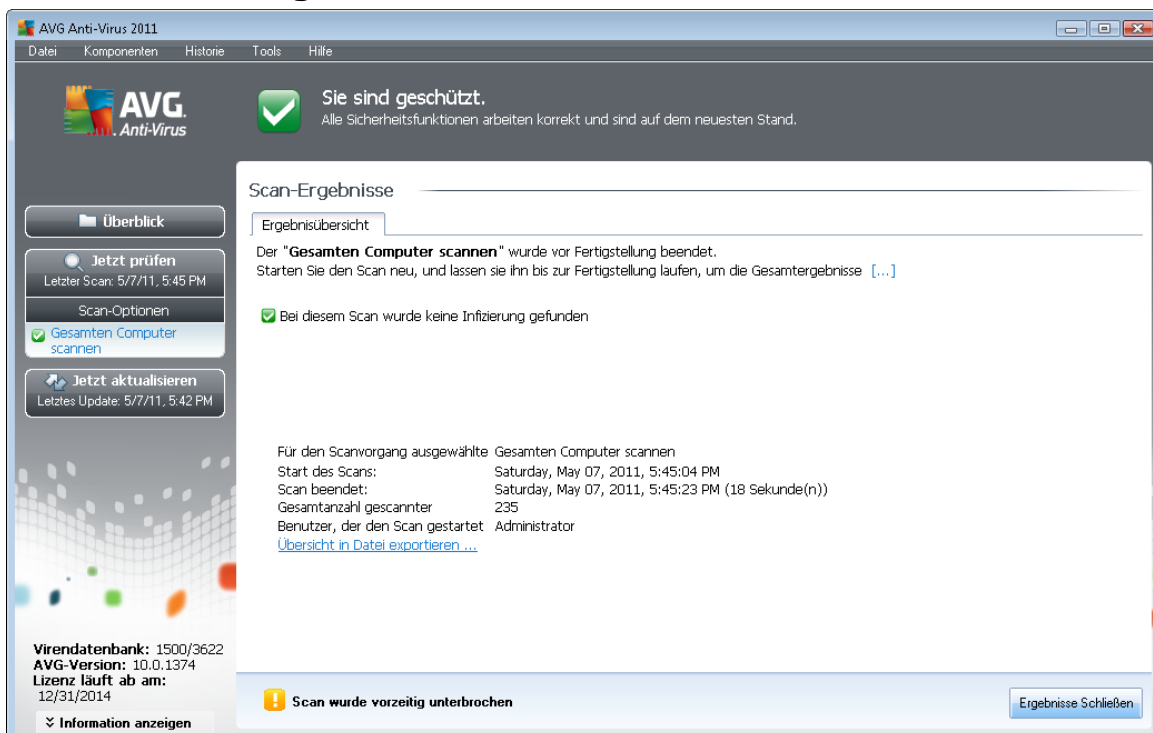 AVG Anti-Virus 2011
Datei Komponenten Historie Tools Hilfe
AVG.
Anti-Virus
Sie sind geschützt.
Alle Sicherheitsfunktionen arbeiten korrekt und sind auf dem neuesten Stand.
Überblick
Jetzt prüfen
Letzter Scan: 5/7/11, 5:45 PM
Scan-Optionen
Gesamten Computer
scannen
Jetzt aktualisieren
Letztes Update: 5/7/11, 5:42 PM
Virendatenbank: 1500/3622
AVG-Version: 10.0.1374
Lizenz läuft ab am:
12/31/2014
Information anzeigen
Scan-Ergebnisse
Ergebnisübersicht
Der "Gesamten Computer scannen" wurde vor Fertigstellung beendet.
Starten Sie den Scan neu, und lassen sie ihn bis zur Fertigstellung laufen, um die Gesamtergebnisse [...]
Bei diesem Scan wurde keine Infizierung gefunden
Für den Scanvorgang ausgewählte Gesamten Computer scannen
Start des Scans: Saturday, May 07, 2011, 5:45:04 PM
Scan beendet: Saturday, May 07, 2011, 5:45:23 PM (18 Sekunde(n))
Gesamtanzahl gescannter 235
Benutzer, der den Scan gestartet Administrator
Übersicht in Datei exportieren ...
Scan wurde vorzeitig unterbrochen
Ergebnisse Schließen